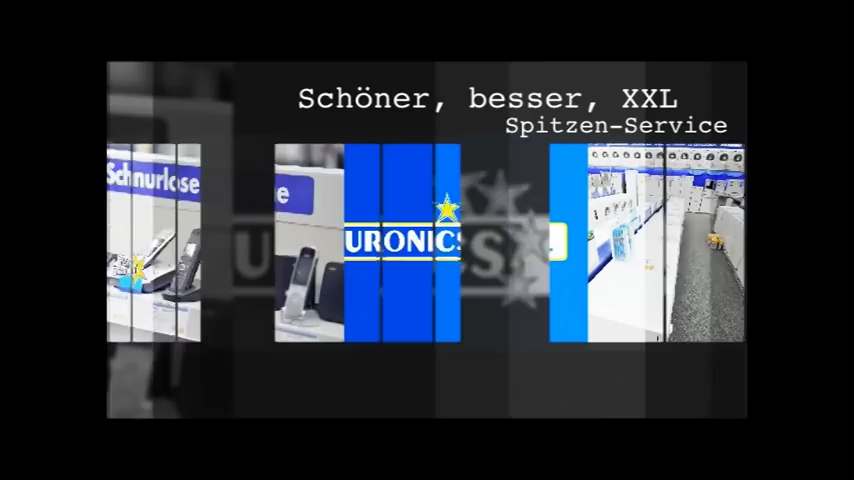 Schöner, besser, XXL
Spitzen-Service
Schnurlose
e
URONICS